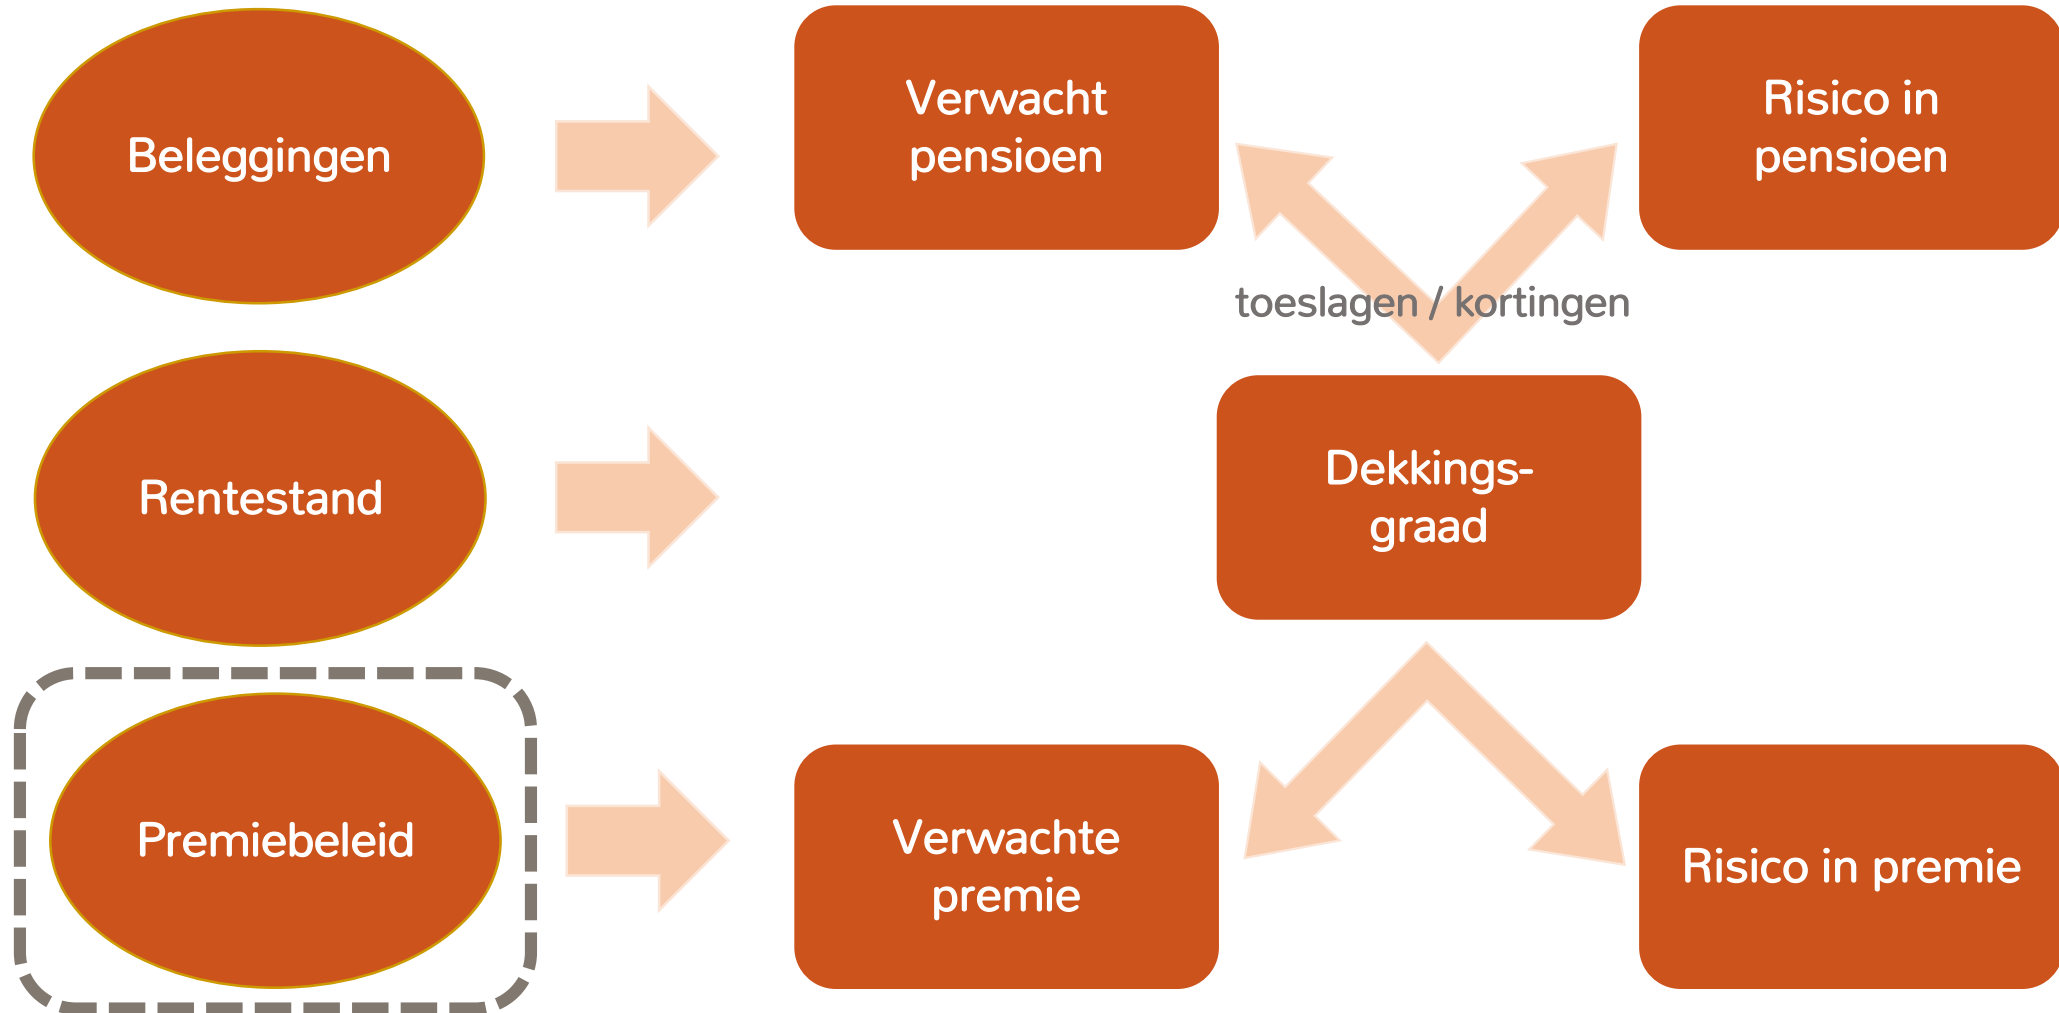 Beleggingen
Verwacht
pensioen
Risico in
pensioen
toeslagen / kortingen
Rentestand
Dekkings-
graad
Premiebeleid
Verwachte
premie
Risico in premie